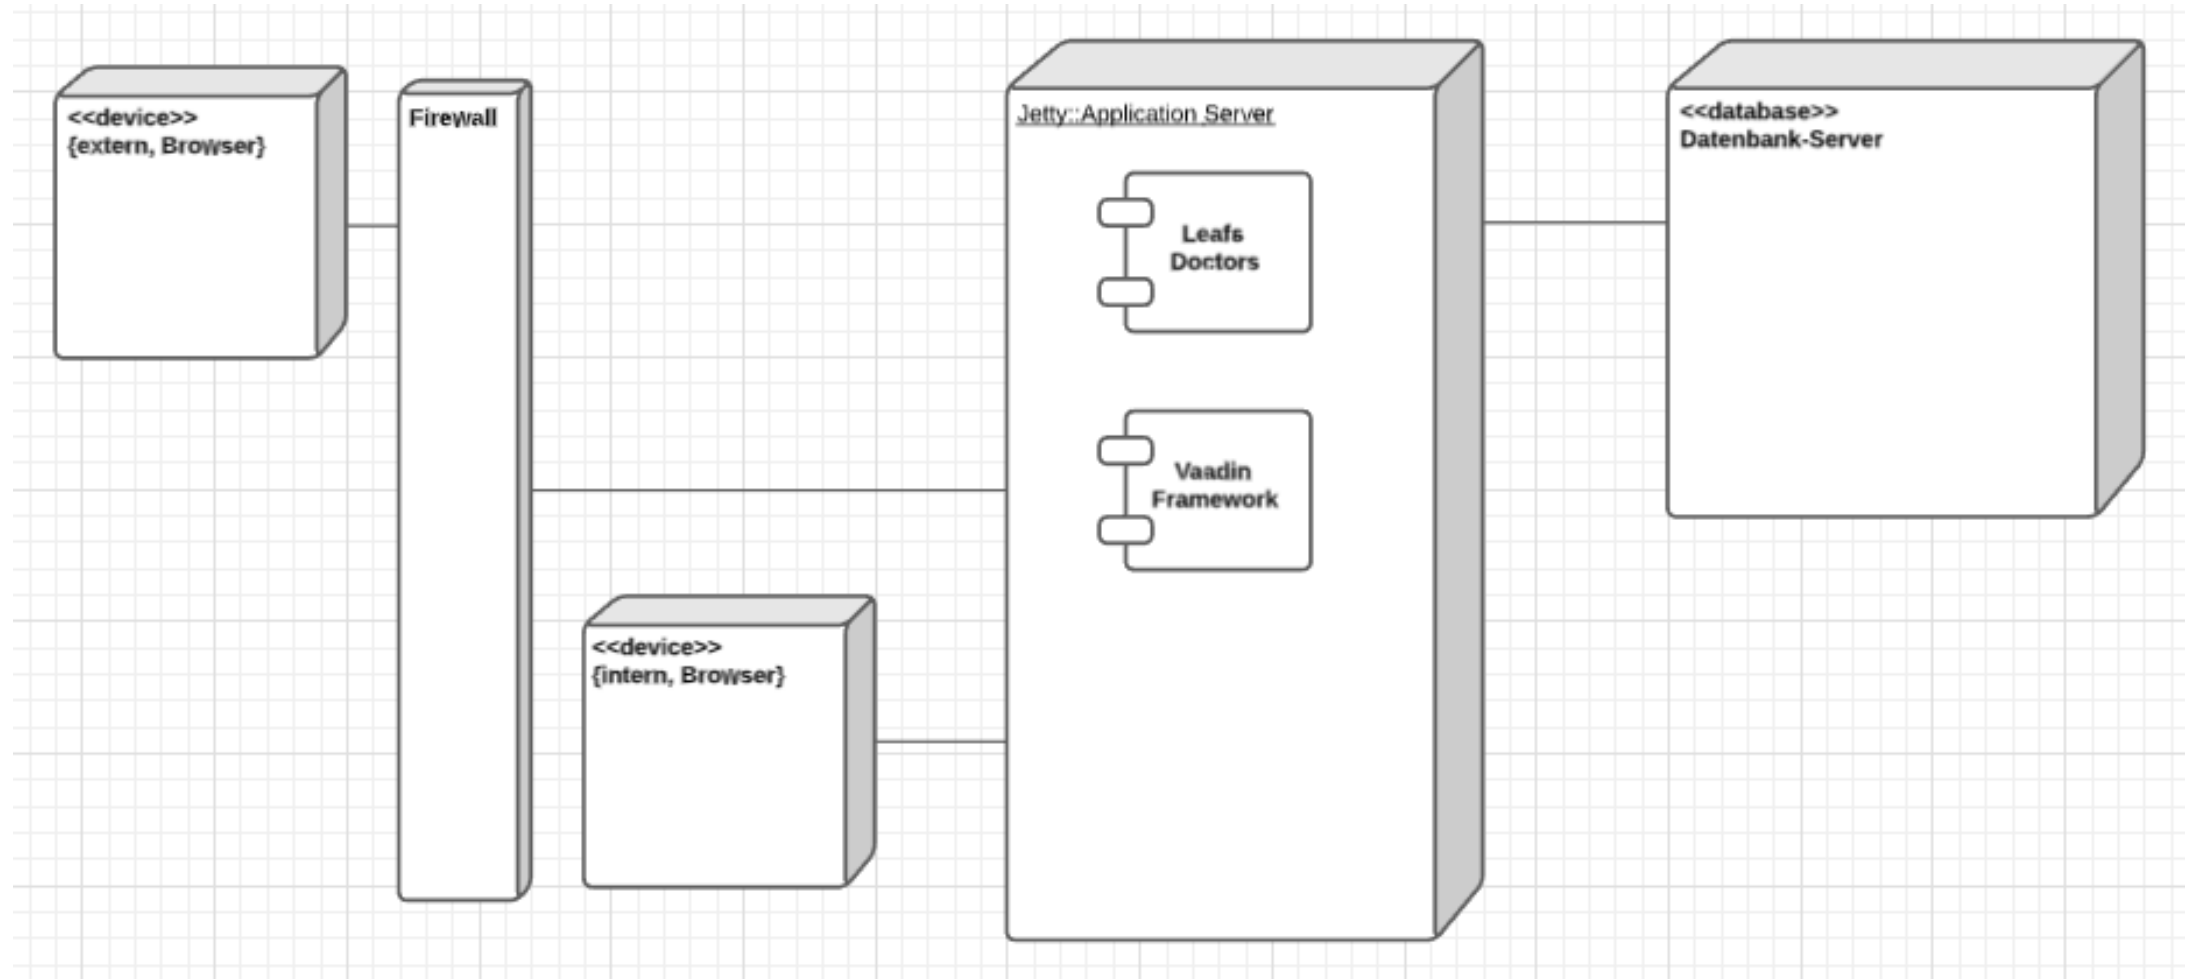 <<device>>
{extern, Browser}
Firewall
Jetty::Application Server
Leafs
Doctors
Vaadin
Framework
<<database>>
Datenbank-Server
<<device>>
{intern, Browser}